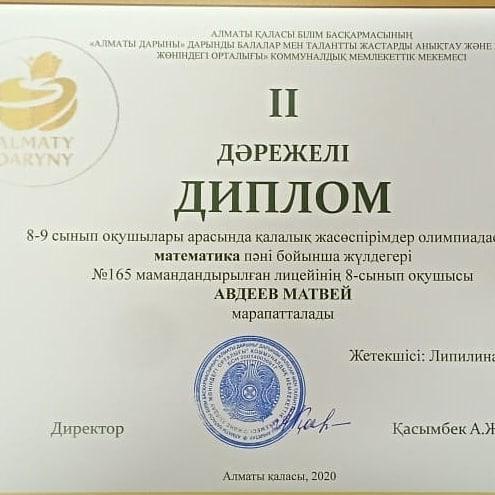 АЛМАТЫ ҚАЛАСЫ БІЛІМ БАСҚАРМАСЫНЫҢ
«АЛМАТЫ ДАРЫНЫ» ДАРЫНДЫ БАЛАЛАР МЕН ТАЛАНТТЫ ЖАСТАРДЫ АНЫҚТАУ ЖӘНЕ
ЖӨНІНДЕГІ ОРТАЛЫҒЫ» КОММУНАЛДЫҚ МЕМЛЕКЕТТІК МЕКЕМЕСІ
ALMATY
DARYNY
II
ДӘРЕЖЕЛІ
ДИПЛОМ
8-9 сынып оқушылары арасында қалалық жасөспірімдер олимпиадас
математика пәні бойынша жүлдегері
№165 мамандандырылған лицейінің 8-сынып оқушысы
АВДЕЕВ МАТВЕЙ
марапатталады
Жетекшісі: Липилина
Директор
Қасымбек А.Ж
Алматы қаласы, 2020